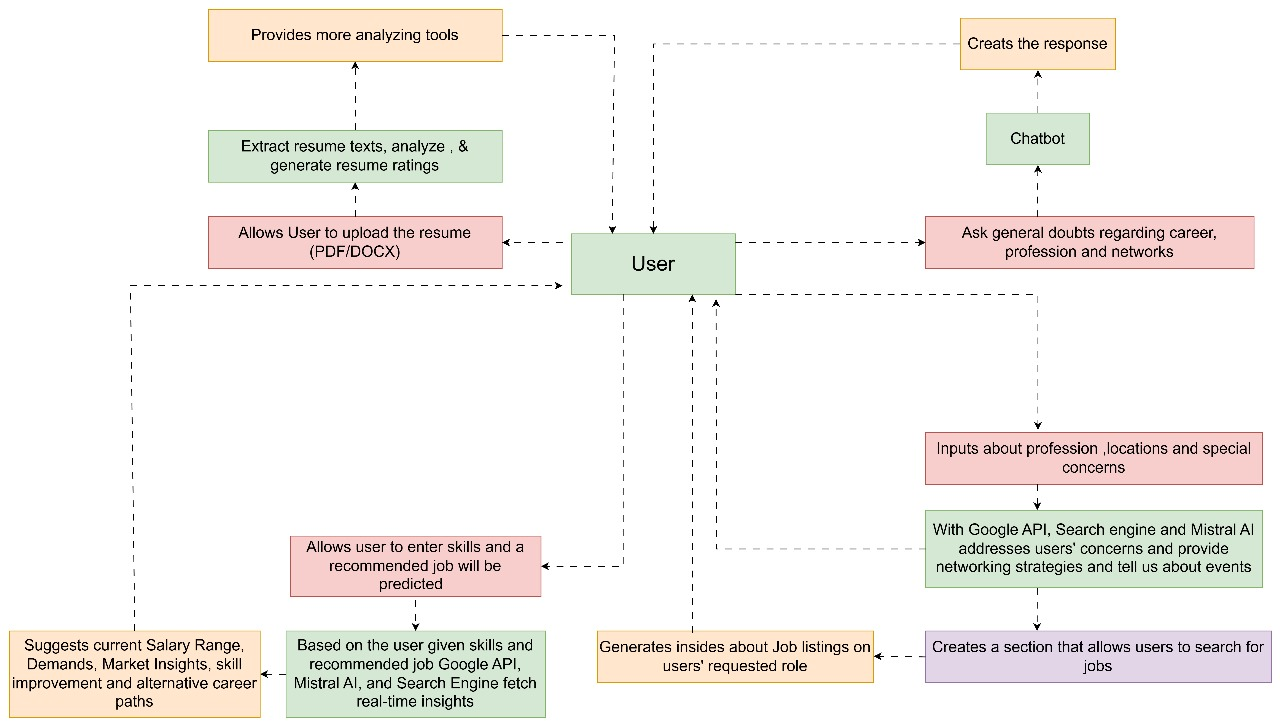 Provides more analyzing tools
Creats the response
Extract resume texts, analyze , &
generate resume ratings
Chatbot
Allows User to upload the resume
(PDF/DOCX)
User
Ask general doubts regarding career,
profession and networks
Inputs about profession ,locations and special
concerns
With Google API, Search engine and Mistral AI
addresses users' concerns and provide
networking strategies and tell us about events
Allows user to enter skills and a
recommended job will be
predicted
Suggests current Salary Range,
Demands, Market Insights, skill
improvement and alternative career
paths
Based on the user given skills and
recommended job Google API,
Mistral AI, and Search Engine fetch
real-time insights
Generates insides about Job listings on
users' requested role
Creates a section that allows users to search for
jobs